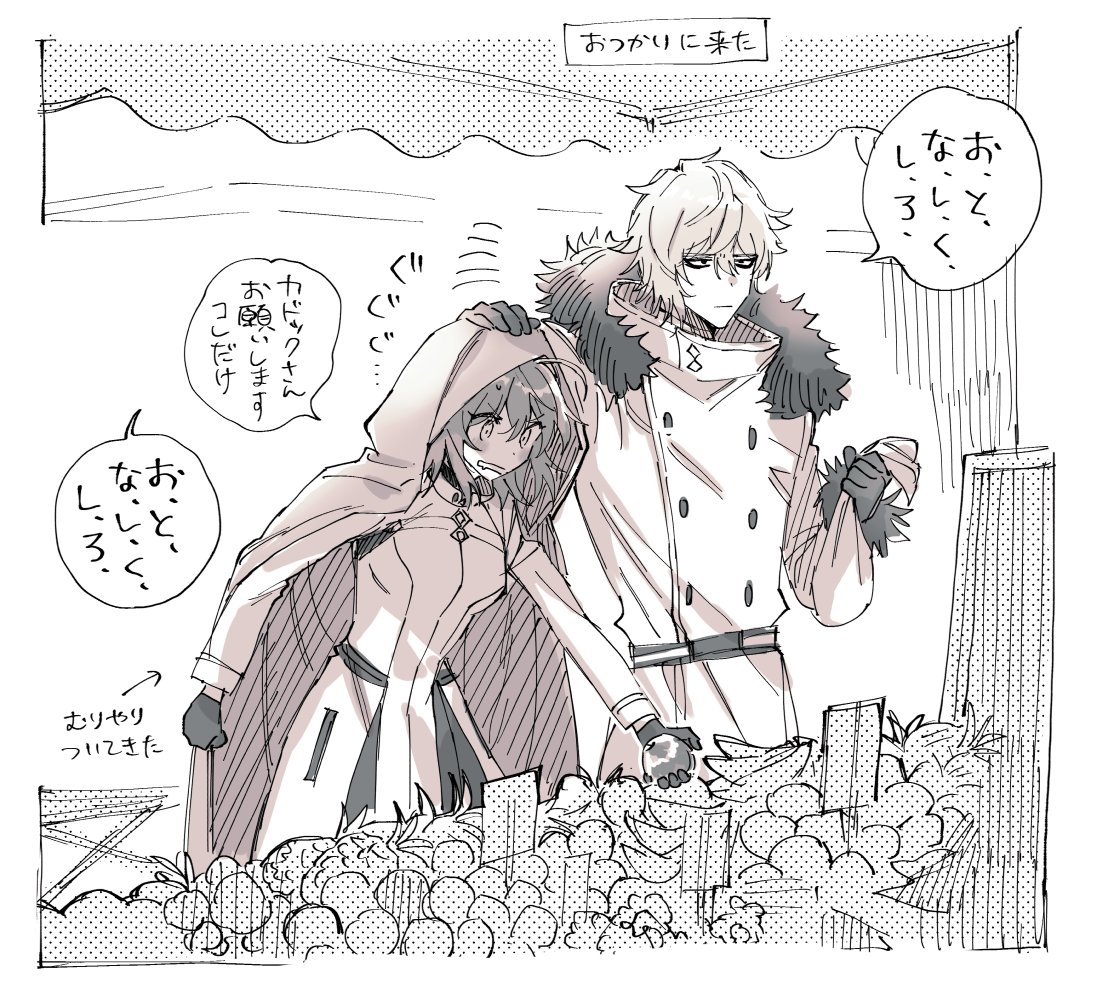 おつかいに来た
お、と、
な、し、く、
し、ろ、
ぐ"
ぐ"
ぐ"
…
カドックさん
お願いします
コレだけ
お、と、
な、し、く、
し、ろ、
むりやり
ついてきた